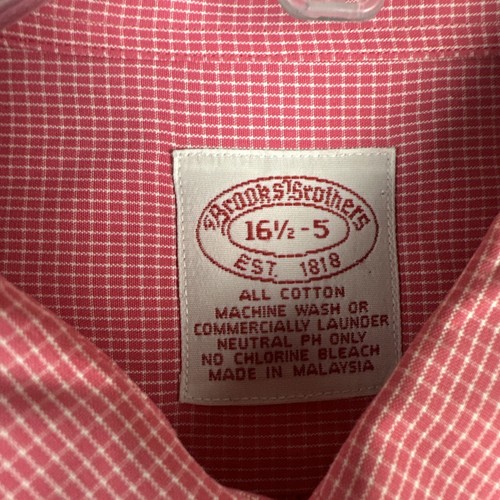 Brooks Brothers
16½-5
EST. 1818
ALL COTTON
MACHINE WASH OR
COMMERCIALLY LAUNDER
NEUTRAL PH ONLY
NO CHLORINE BLEACH
MADE IN MALAYSIA